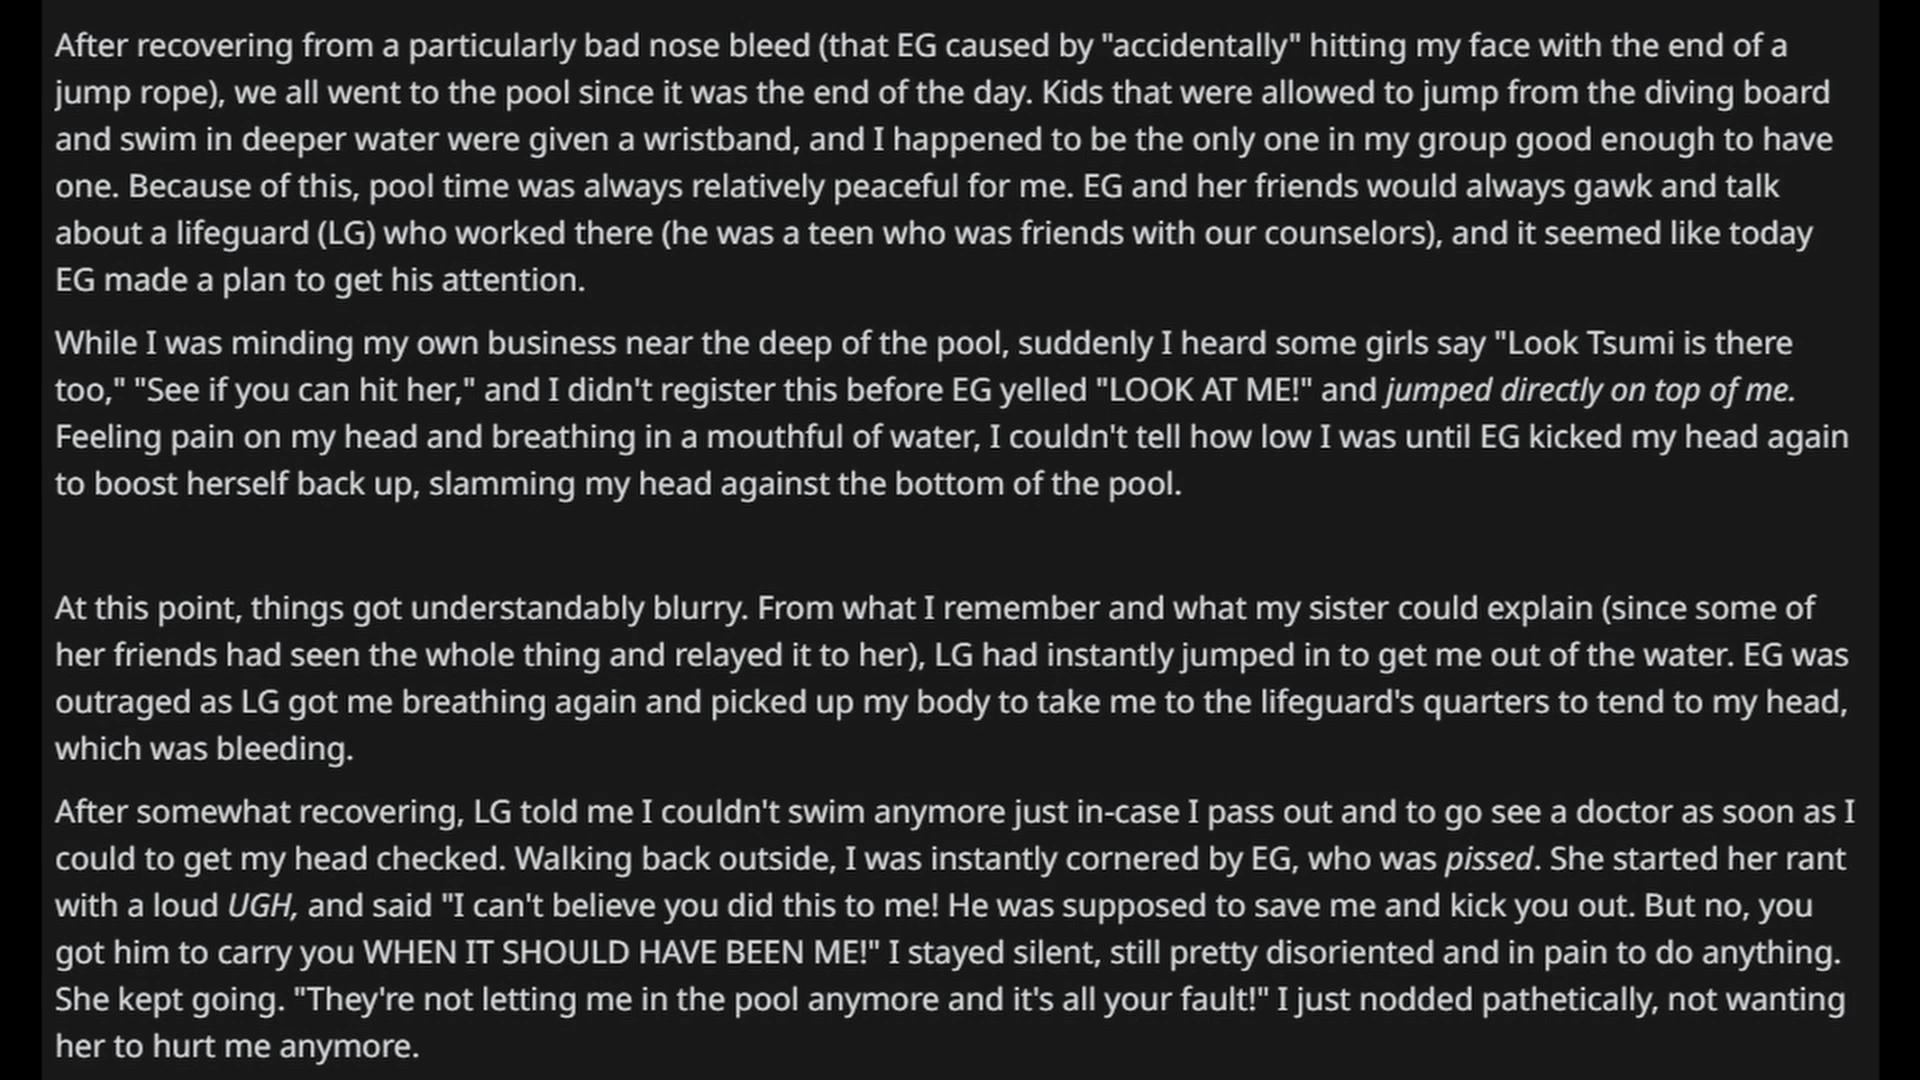 After recovering from a particularly bad nose bleed (that EG caused by "accidentally" hitting my face with the end of a
jump rope), we all went to the pool since it was the end of the day. Kids that were allowed to jump from the diving board
and swim in deeper water were given a wristband, and I happened to be the only one in my group good enough to have
one. Because of this, pool time was always relatively peaceful for me. EG and her friends would always gawk and talk
about a lifeguard (LG) who worked there (he was a teen who was friends with our counselors), and it seemed like today
EG made a plan to get his attention.
While I was minding my own business near the deep of the pool, suddenly I heard some girls say "Look Tsumi is there
too," "See if you can hit her," and I didn't register this before EG yelled "LOOK AT ME!" and jumped directly on top of me.
Feeling pain on my head and breathing in a mouthful of water, I couldn't tell how low I was until EG kicked my head again
to boost herself back up, slamming my head against the bottom of the pool.
At this point, things got understandably blurry. From what I remember and what my sister could explain (since some of
her friends had seen the whole thing and relayed it to her), LG had instantly jumped in to get me out of the water. EG was
outraged as LG got me breathing again and picked up my body to take me to the lifeguard's quarters to tend to my head,
which was bleeding.
After somewhat recovering, LG told me I couldn't swim anymore just in-case I pass out and to go see a doctor as soon as I
could to get my head checked. Walking back outside, I was instantly cornered by EG, who was pissed. She started her rant
with a loud UGH, and said "I can't believe you did this to me! He was supposed to save me and kick you out. But no, you
got him to carry you WHEN IT SHOULD HAVE BEEN ME!" I stayed silent, still pretty disoriented and in pain to do anything.
She kept going. "They're not letting me in the pool anymore and it's all your fault!" I just nodded pathetically, not wanting
her to hurt me anymore.